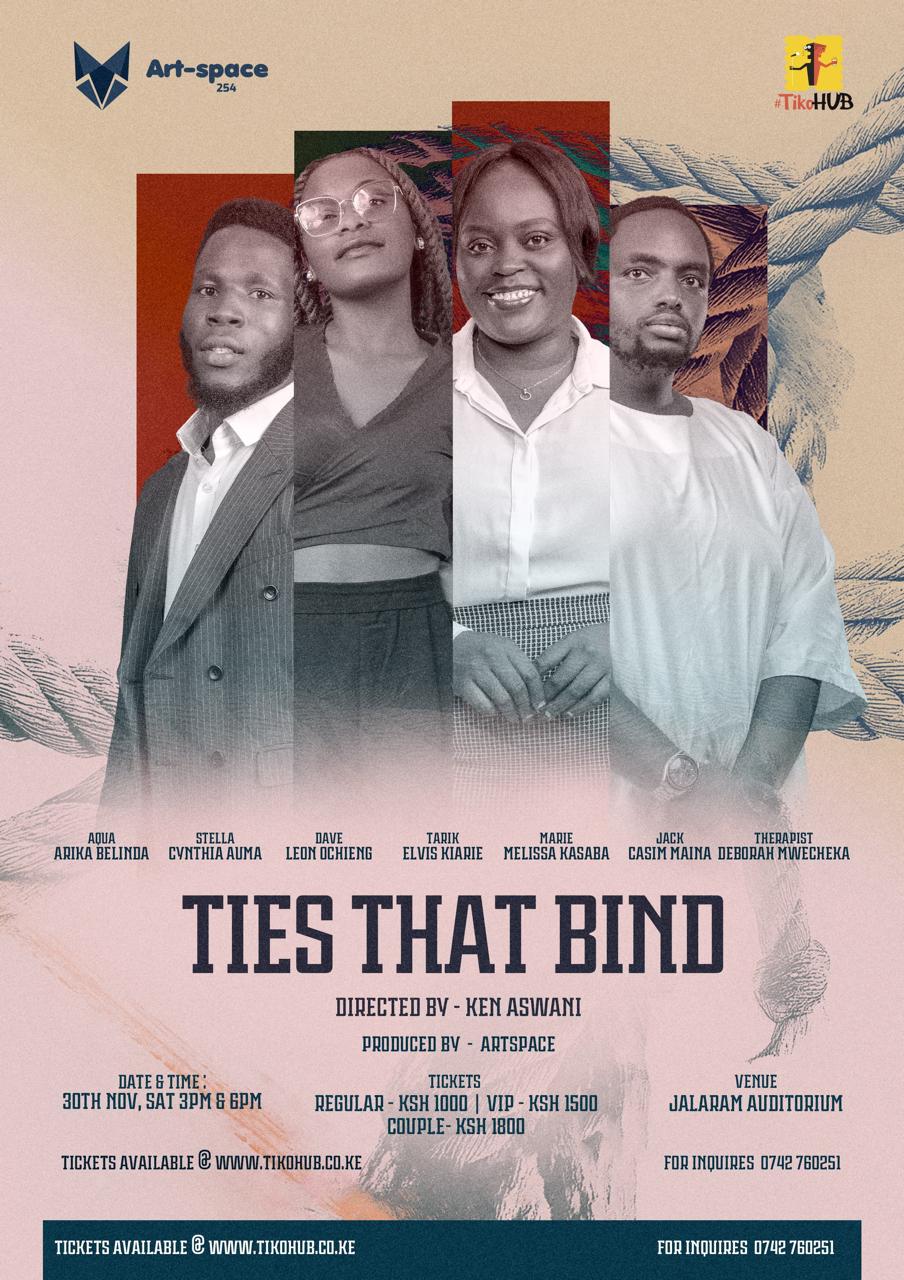 Art-space
254
#TikoHUB
AQUA
ARIKA BELINDA
STELLA
CYNTHIA AUMA
DAVE
LEON OCHIENG
TARIK
ELVIS KIARIE
MARIE
MELISSA KASABA
JACK
CASIM MAINA
THERAPIST
DEBORAH MWECHEKA
TIES THAT BIND
DIRECTED BY - KEN ASWANI
PRODUCED BY - ARTSPACE
DATE & TIME:
30TH NOV, SAT 3PM & 6PM
TICKETS
REGULAR - KSH 1000 | VIP - KSH 1500
COUPLE- KSH 1800
VENUE
JALARAM AUDITORIUM
TICKETS AVAILABLE @ WWW.TIKOHUB.CO.KE
FOR INQUIRES 0742 760251
TICKETS AVAILABLE @ WWW.TIKOHUB.CO.KE
FOR INQUIRES 0742 760251